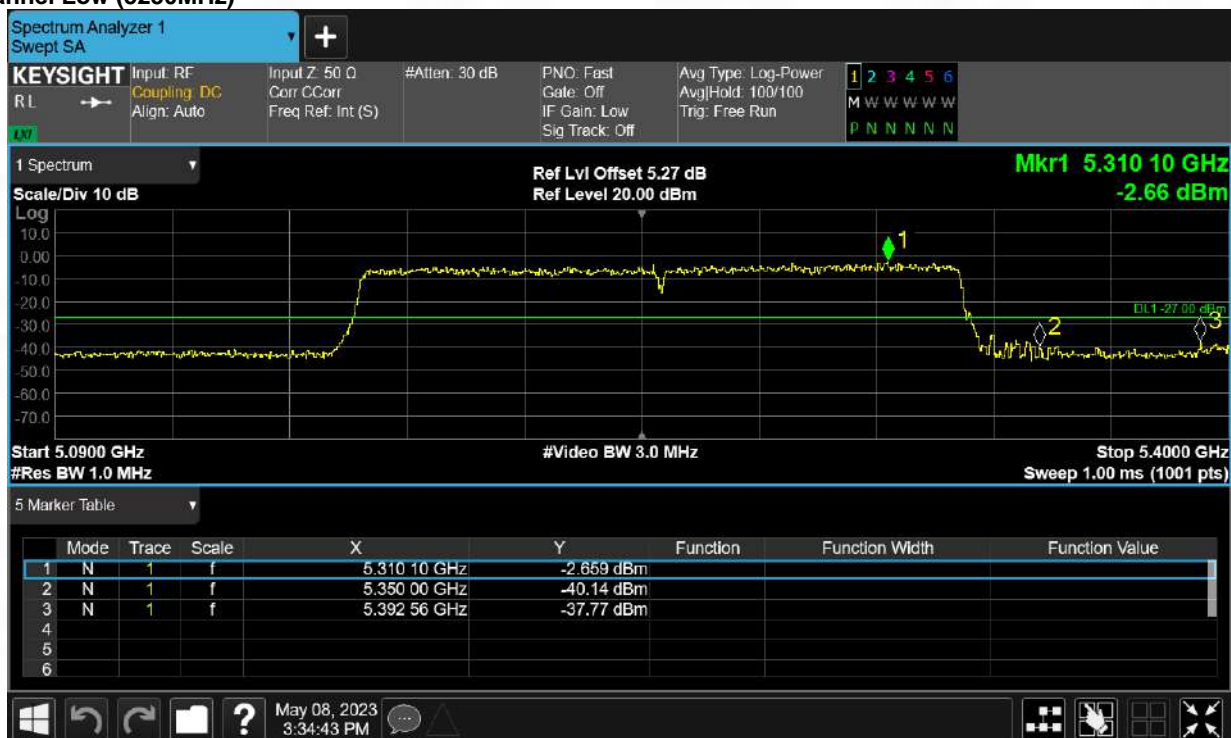 Spectrum Analyzer 1
Swept SA
+
KEYSIGHT Input: RF Input Z: 50 Ω #Atten: 30 dB PNO: Fast Avg Type: Log-Power 1 2 3 4 5 6
RL Coupling: DC Corr CCorr Gate: Off Avg|Hold: 100/100 M W W W W W
Align: Auto Freq Ref: Int (S) IF Gain: Low Trig: Free Run
LXI Sig Track: Off P N N N N N
1 Spectrum Ref Lvl Offset 5.27 dB Mkr1 5.310 10 GHz
Scale/Div 10 dB Ref Level 20.00 dBm -2.66 dBm
Log
10.0
1
0.00
-10.0
-20.0
DL1 -27.00 dBm
-30.0
2
3
-40.0
-50.0
-60.0
-70.0
Start 5.0900 GHz #Video BW 3.0 MHz Stop 5.4000 GHz
#Res BW 1.0 MHz Sweep 1.00 ms (1001 pts)
5 Marker Table
Mode Trace Scale X Y Function Function Width Function Value
1 N 1 f 5.310 10 GHz -2.659 dBm
2 N 1 f 5.350 00 GHz -40.14 dBm
3 N 1 f 5.392 56 GHz -37.77 dBm
4
5
6
? May 08, 2023
3:34:43 PM